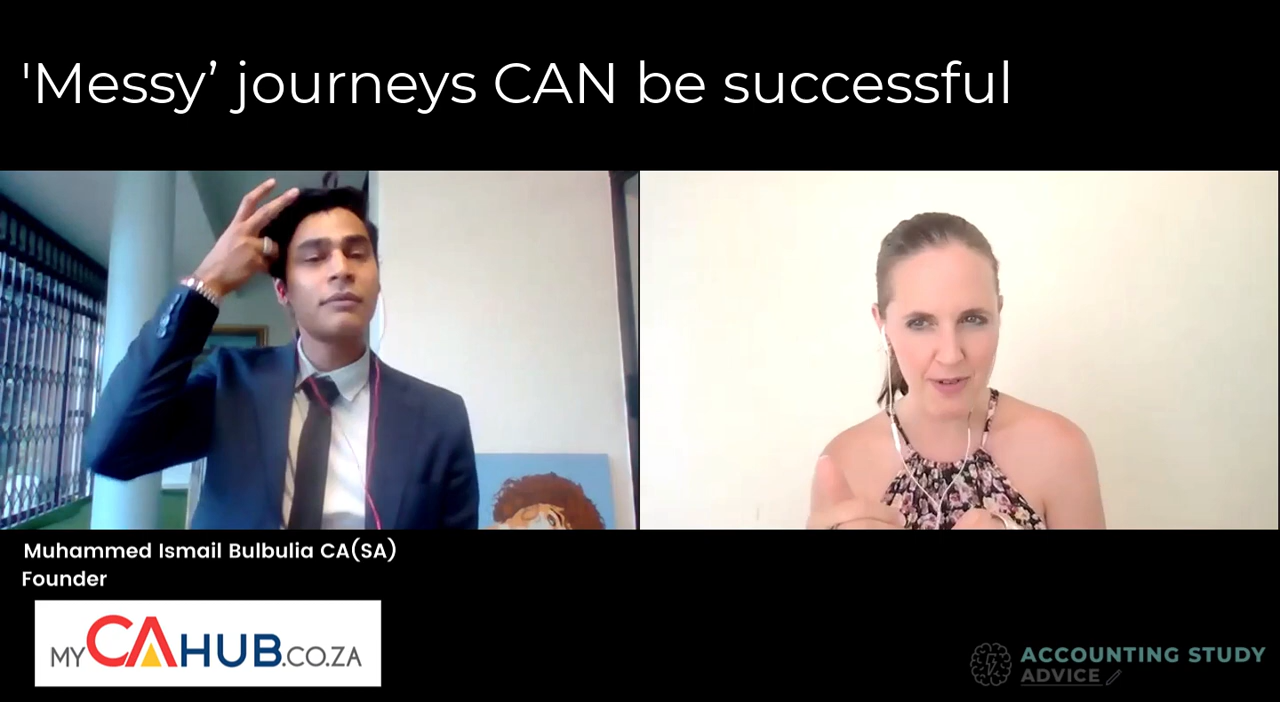 'Messy’ journeys CAN be successful
Muhammed Ismail Bulbulia CA(SA)
Founder
MYCAHUB.CO.ZA
ACCOUNTING STUDY
ADVICE